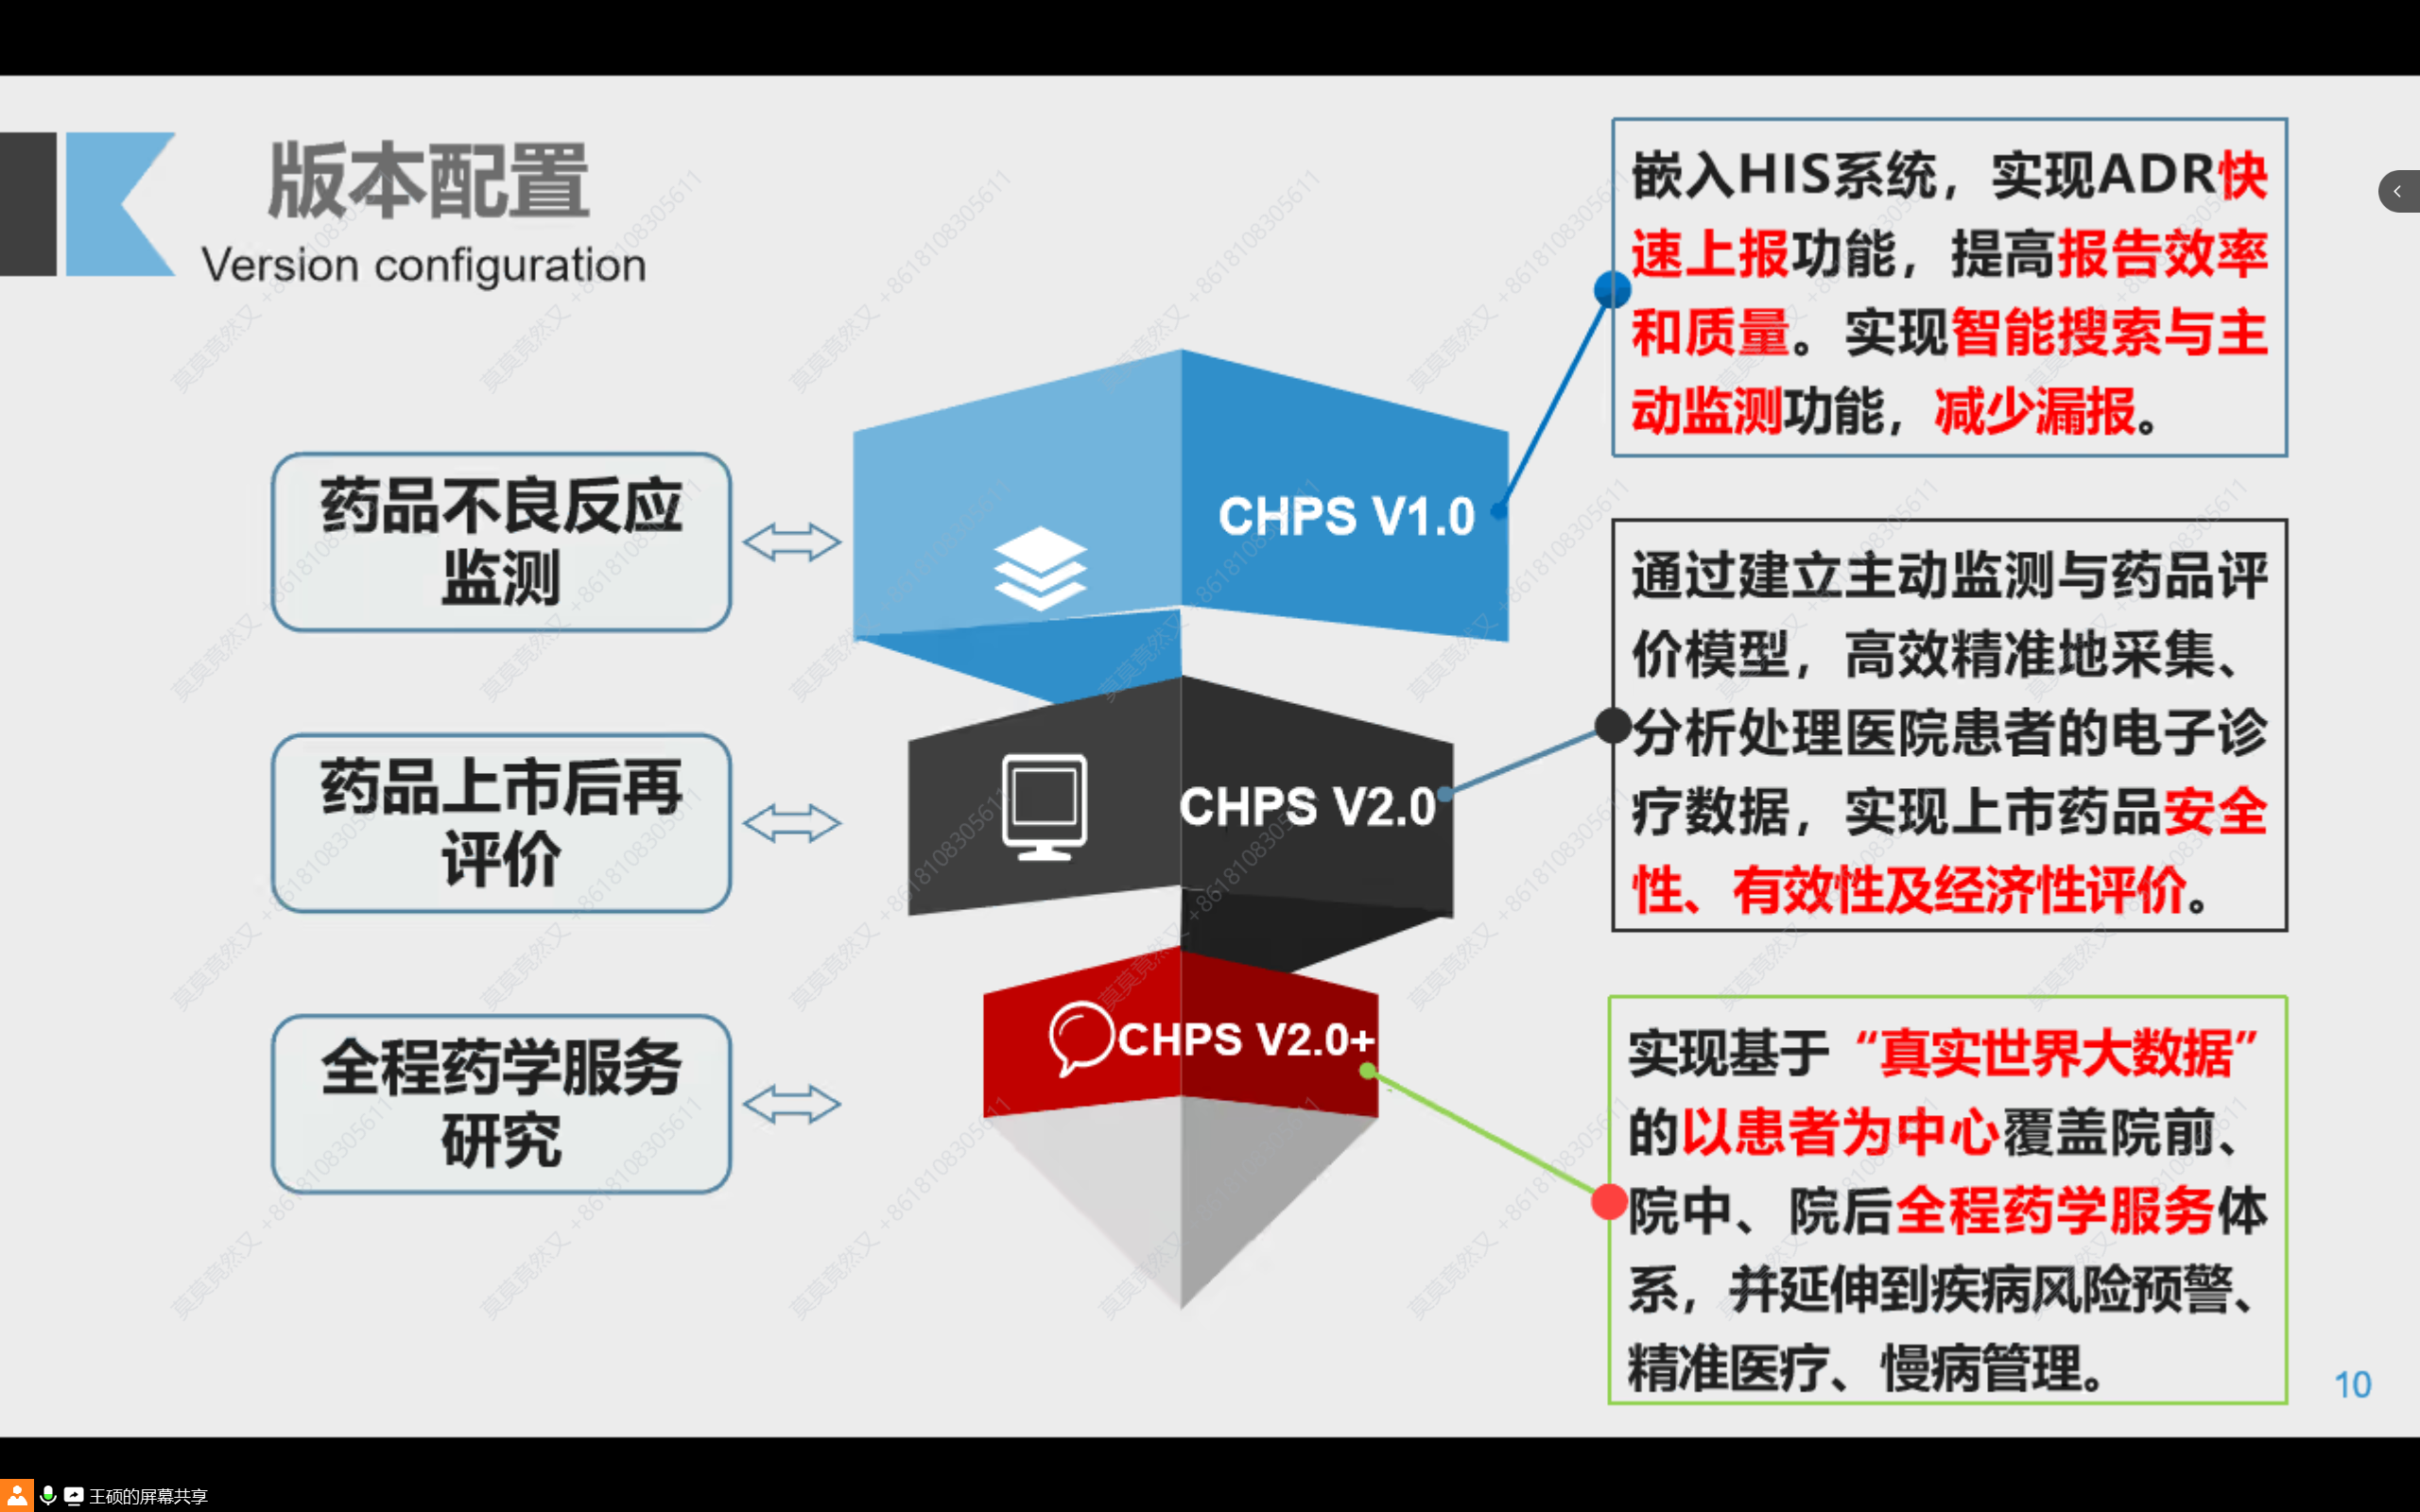 版本配置
Version configuration
药品不良反应
监测
药品上市后再
评价
全程药学服务
研究
CHPS V1.0
CHPS V2.0
CHPS V2.0+
嵌入HIS系统，实现ADR快
速上报功能，提高报告效率
和质量。实现智能搜索与主
动监测功能，减少漏报。
通过建立主动监测与药品评
价模型，高效精准地采集、
分析处理医院患者的电子诊
疗数据，实现上市药品安全
性、有效性及经济性评价。
实现基于“真实世界大数据”
的以患者为中心覆盖院前、
院中、院后全程药学服务体
系，并延伸到疾病风险预警、
精准医疗、慢病管理。
10
王硕的屏幕共享